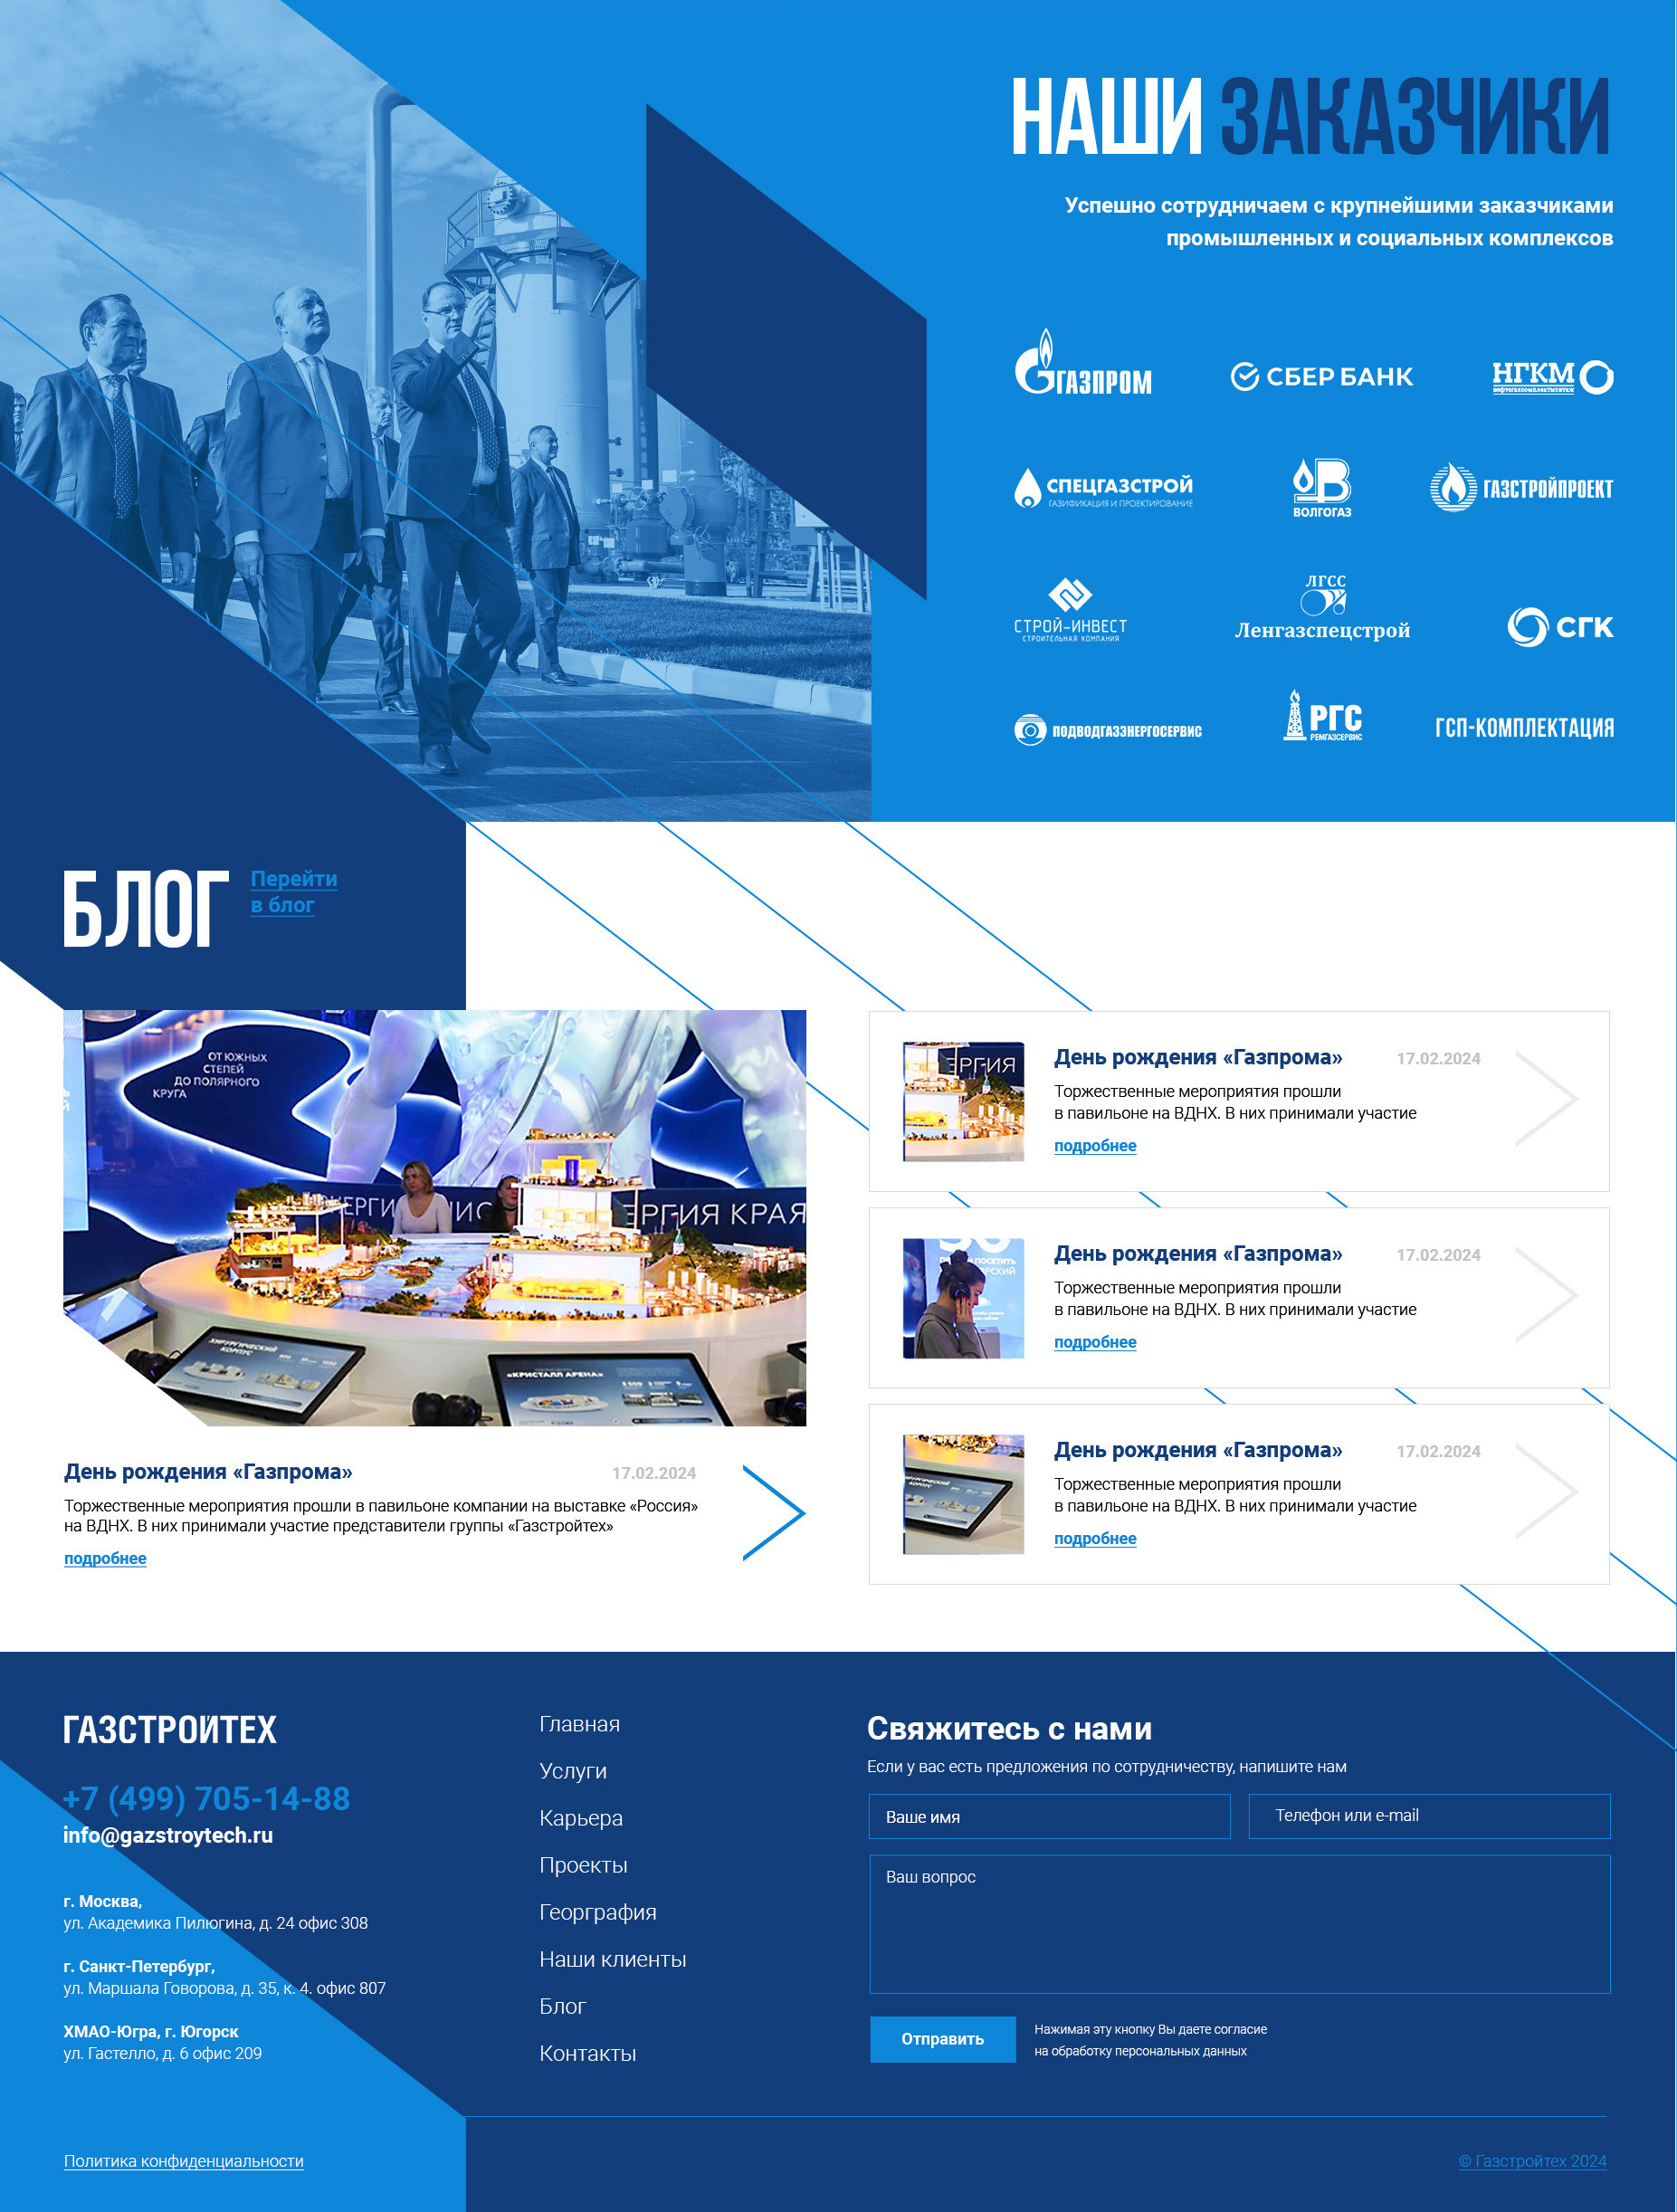 НАШИ ЗАКАЗЧИКИ
Успешно сотрудничаем с крупнейшими заказчиками
промышленных и социальных комплексов
ГАЗПРОМ
СБЕР БАНК
НГКМ
нефтегазкомплектмонтаж
СПЕЦГАЗСТРОЙ
ГАЗИФИКАЦИЯ И ПРОЕКТИРОВАНИЕ
ВОЛГОГАЗ
ГАЗСТРОЙПРОЕКТ
СТРОЙ-ИНВЕСТ
СТРОИТЕЛЬНАЯ КОМПАНИЯ
ЛГСС
Ленгазспецстрой
СГК
ПОДВОДГАЗЭНЕРГОСЕРВИС
РГС
РЕМГАЗСЕРВИС
ГСП-КОМПЛЕКТАЦИЯ
БЛОГ
Перейти
в блог
ОТ ЮЖНЫХ
СТЕПЕЙ
ДО ПОЛЯРНОГО
КРУГА
РГИЯ КРАЯ
ХИРУРГИЧЕСКИЙ
КОРПУС
«КРИСТАЛЛ АРЕНА»
День рождения «Газпрома»
17.02.2024
Торжественные мероприятия прошли в павильоне компании на выставке «Россия»
на ВДНХ. В них принимали участие представители группы «Газстройтех»
подробнее
РГИЯ
День рождения «Газпрома»
17.02.2024
Торжественные мероприятия прошли
в павильоне на ВДНХ. В них принимали участие
подробнее
День рождения «Газпрома»
17.02.2024
Торжественные мероприятия прошли
в павильоне на ВДНХ. В них принимали участие
подробнее
День рождения «Газпрома»
17.02.2024
Торжественные мероприятия прошли
в павильоне на ВДНХ. В них принимали участие
подробнее
ГАЗСТРОЙТЕХ
+7 (499) 705-14-88
info@gazstroytech.ru
г. Москва,
ул. Академика Пилюгина, д. 24 офис 308
г. Санкт-Петербург,
ул. Маршала Говорова, д. 35, к. 4. офис 807
ХМАО-Югра, г. Югорск
ул. Гастелло, д. 6 офис 209
Главная
Услуги
Карьера
Проекты
Георграфия
Наши клиенты
Блог
Контакты
Свяжитесь с нами
Если у вас есть предложения по сотрудничеству, напишите нам
Ваше имя
Телефон или e-mail
Ваш вопрос
Отправить
Нажимая эту кнопку Вы даете согласие
на обработку персональных данных
Политика конфиденциальности
© Газстройтех 2024